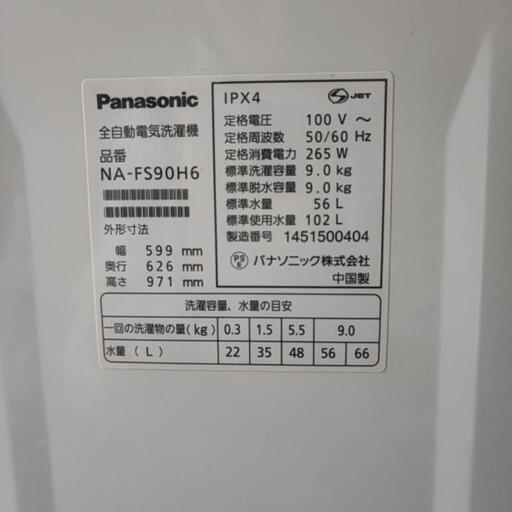 Panasonic
全自動電気洗濯機
品番
NA-FS90H6
外形寸法
幅 599 mm
奥行 626 mm
高さ 971 mm
IPX4
S JET
定格電圧 100 V ～
定格周波数 50/60 Hz
定格消費電力 265 W
標準洗濯容量 9.0 kg
標準脱水容量 9.0 kg
標準水量 56 L
標準使用水量 102 L
製造番号 1451500404
PS E パナソニック株式会社
中国製
洗濯容量、水量の目安
一回の洗濯物の量(kg) 0.3 1.5 5.5 9.0
水量 (L) 22 35 48 56 66